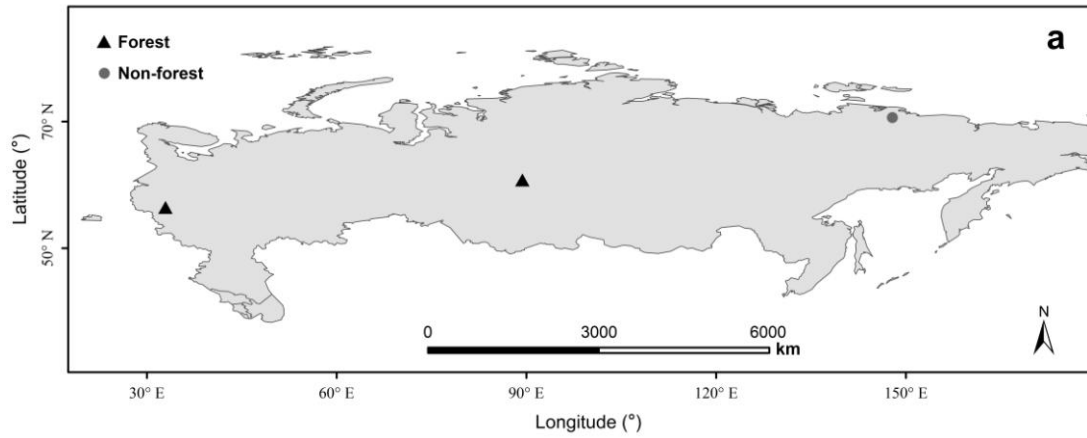 a
Forest
Non-forest
70° N
50° N
Latitude (°)
0 3000 6000
km
N
30° E 60° E 90° E 120° E 150° E
Longitude (°)